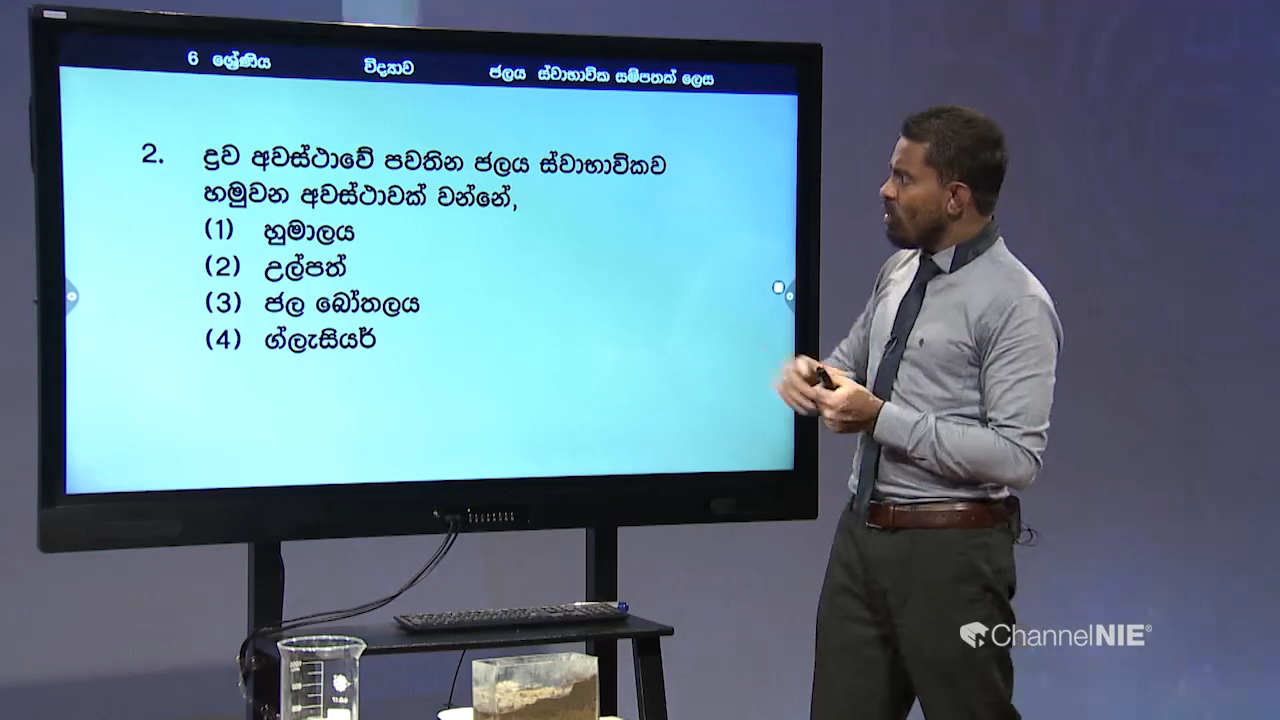 6 ශ්‍රේණිය විද්‍යාව ජලය ස්වාභාවික සම්පතක් ලෙස
2. ද්‍රව අවස්ථාවේ පවතින ජලය ස්වාභාවිකව
හමුවන අවස්ථාවක් වන්නේ,
(1) හුමාලය
(2) උල්පත්
(3) ජල බෝතලය
(4) ග්ලැසියර්
ChannelNIE®